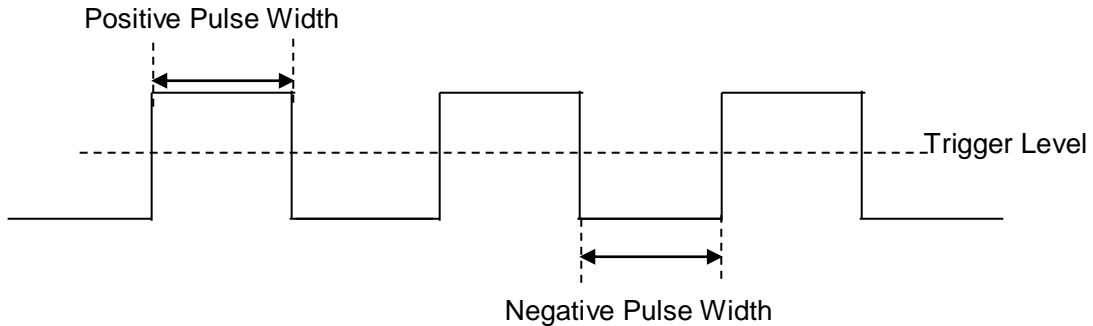 Positive Pulse Width
Trigger Level
Negative Pulse Width